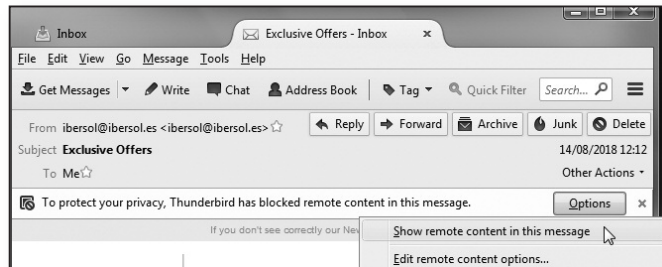 Inbox
Exclusive Offers - Inbox
File Edit View Go Message Tools Help
Get Messages Write Chat Address Book Tag Quick Filter Search...
From ibersol@ibersol.es <ibersol@ibersol.es> Reply Forward Archive Junk Delete
Subject Exclusive Offers 14/08/2018 12:12
To Me Other Actions
To protect your privacy, Thunderbird has blocked remote content in this message. Options
If you don't see correctly our
Show remote content in this message
Edit remote content options...